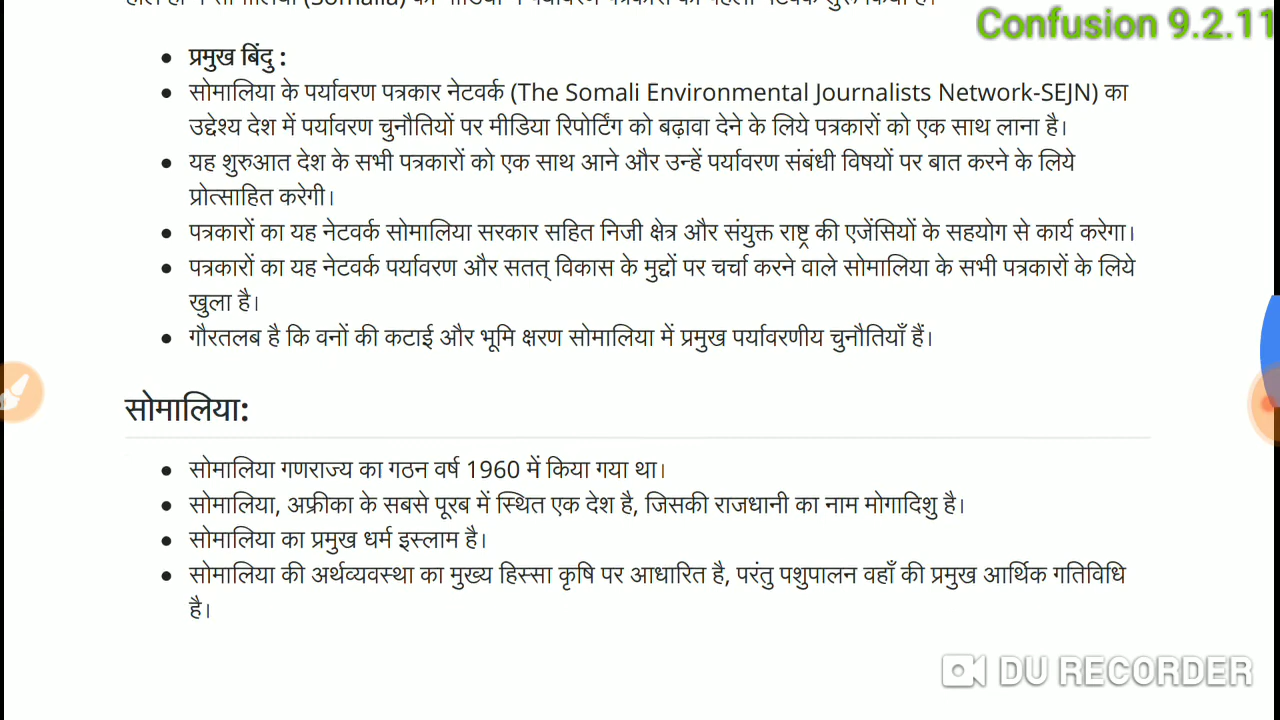 Confusion 9.2.11
प्रमुख बिंदु :
सोमालिया के पर्यावरण पत्रकार नेटवर्क (The Somali Environmental Journalists Network-SEJN) का
उद्देश्य देश में पर्यावरण चुनौतियों पर मीडिया रिपोर्टिंग को बढ़ावा देने के लिये पत्रकारों को एक साथ लाना है।
यह शुरुआत देश के सभी पत्रकारों को एक साथ आने और उन्हें पर्यावरण संबंधी विषयों पर बात करने के लिये
प्रोत्साहित करेगी।
पत्रकारों का यह नेटवर्क सोमालिया सरकार सहित निजी क्षेत्र और संयुक्त राष्ट्र की एजेंसियों के सहयोग से कार्य करेगा।
पत्रकारों का यह नेटवर्क पर्यावरण और सतत् विकास के मुद्दों पर चर्चा करने वाले सोमालिया के सभी पत्रकारों के लिये
खुला है।
गौरतलब है कि वनों की कटाई और भूमि क्षरण सोमालिया में प्रमुख पर्यावरणीय चुनौतियाँ हैं।
सोमालिया:
सोमालिया गणराज्य का गठन वर्ष 1960 में किया गया था।
सोमालिया, अफ्रीका के सबसे पूरब में स्थित एक देश है, जिसकी राजधानी का नाम मोगादिशु है।
सोमालिया का प्रमुख धर्म इस्लाम है।
सोमालिया की अर्थव्यवस्था का मुख्य हिस्सा कृषि पर आधारित है, परंतु पशुपालन वहाँ की प्रमुख आर्थिक गतिविधि
है।
DU RECORDER